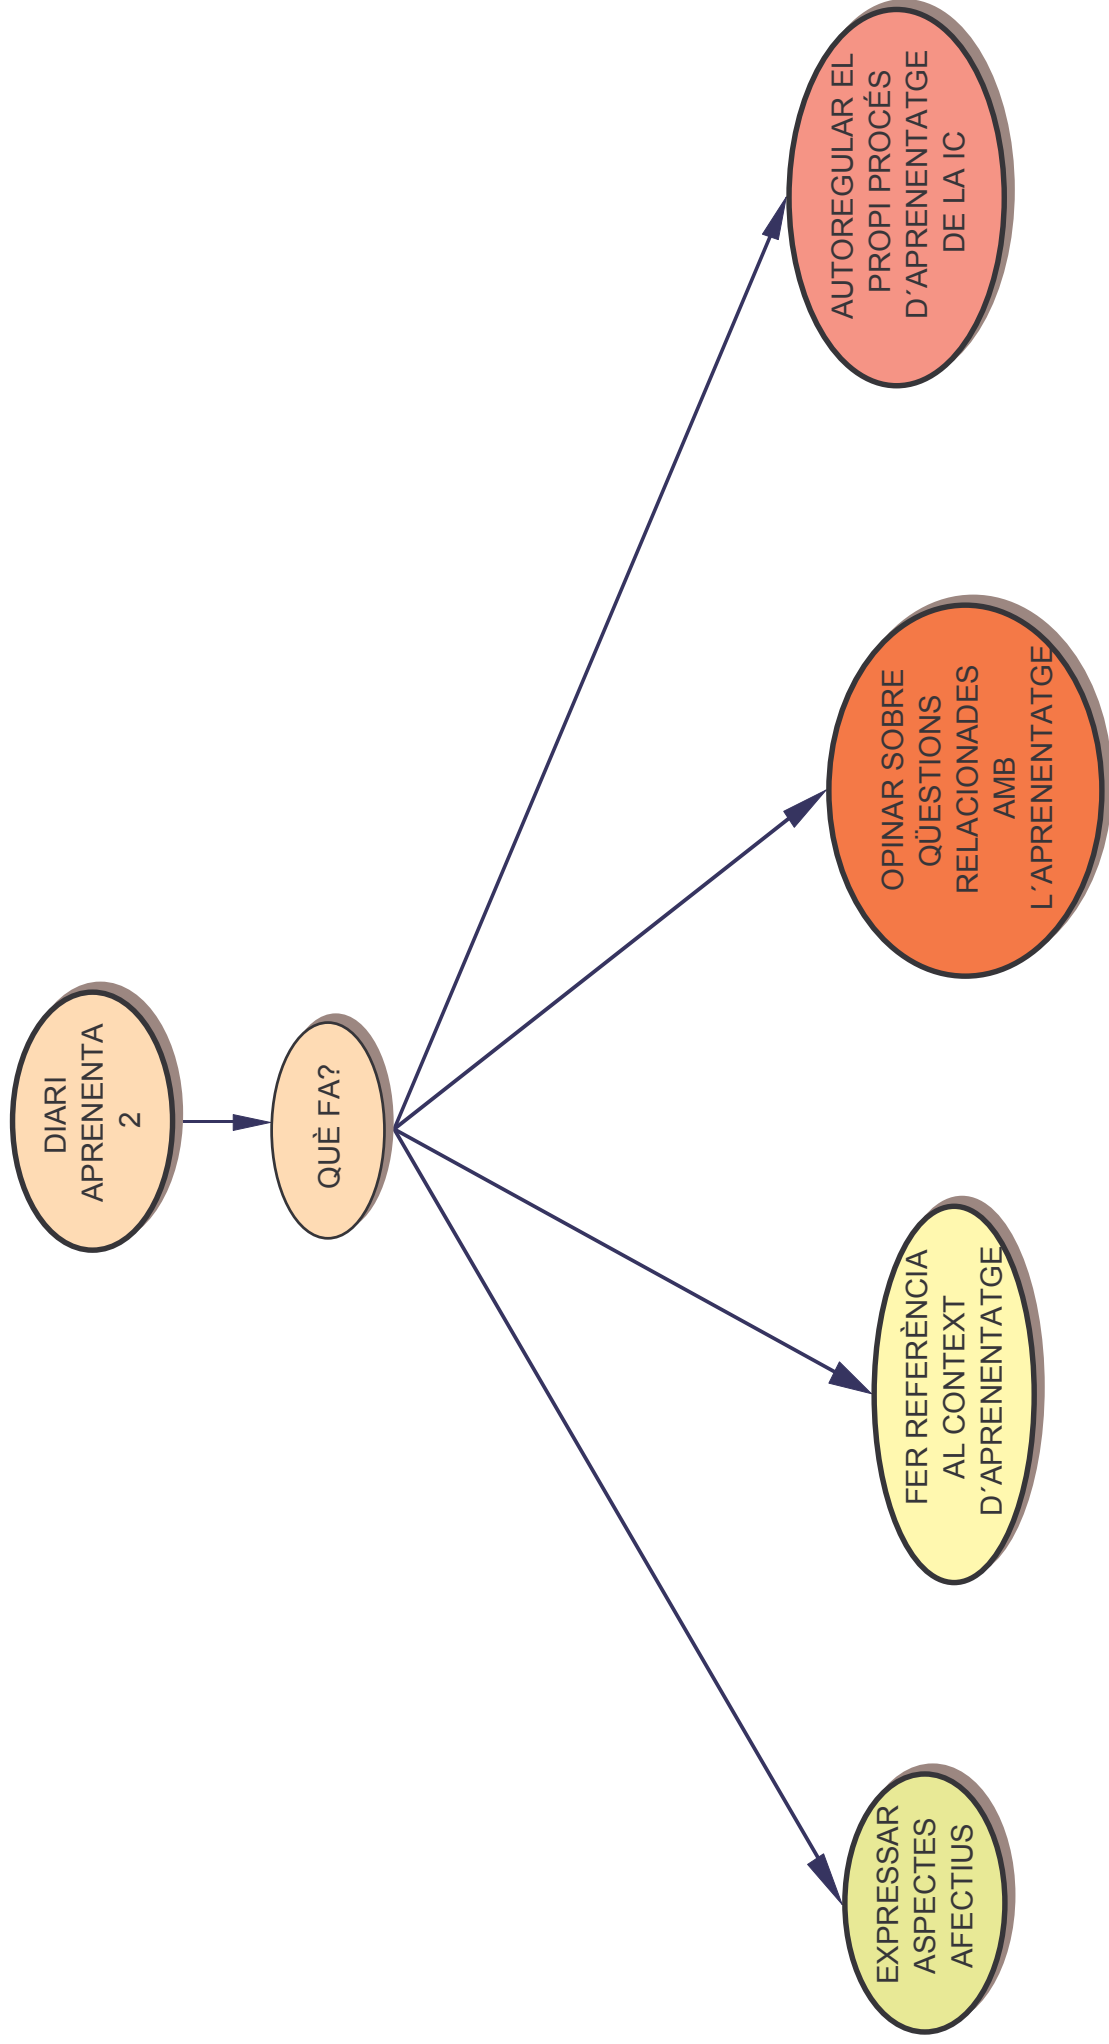 DIARI
APRENENTA
2
QUÈ FA?
EXPRESSAR
ASPECTES
AFECTIUS
FER REFERÈNCIA
AL CONTEXT
D´APRENENTATGE
OPINAR SOBRE
QÜESTIONS
RELACIONADES
AMB
L´APRENENTATGE
AUTOREGULAR EL
PROPI PROCÉS
D´APRENENTATGE
DE LA IC